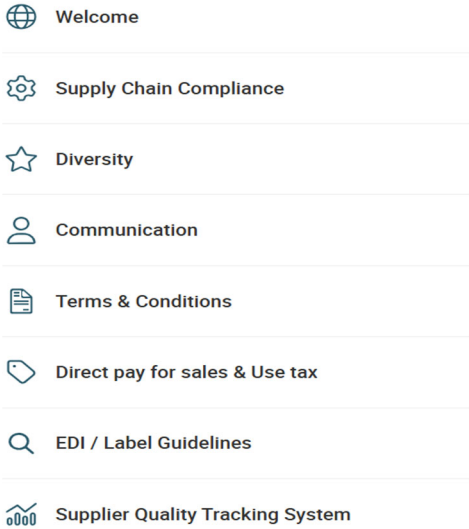 Welcome
Supply Chain Compliance
Diversity
Communication
Terms & Conditions
Direct pay for sales & Use tax
EDI / Label Guidelines
Supplier Quality Tracking System